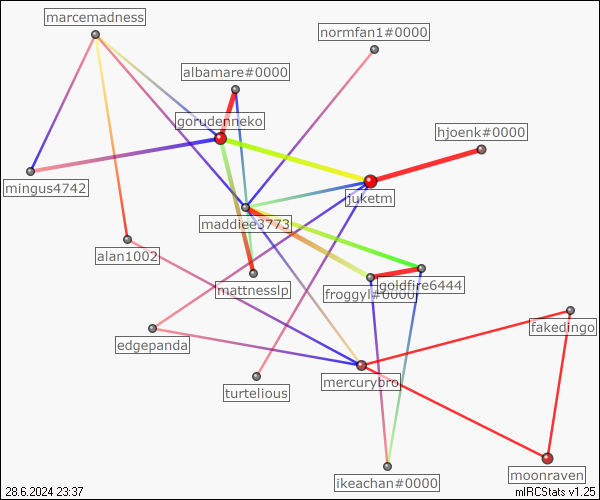 marcemadness
normfan1#0000
albamare#0000
gorudenneko
hjoenk#0000
mingus4742
juketm
maddiee3773
alan1002
mattnesslp
froggyl#0000
goldfire6444
fakedingo
edgepanda
mercurybro
turtelious
moonraven
ikeachan#0000
28.6.2024 23:37
mIRCStats v1.25